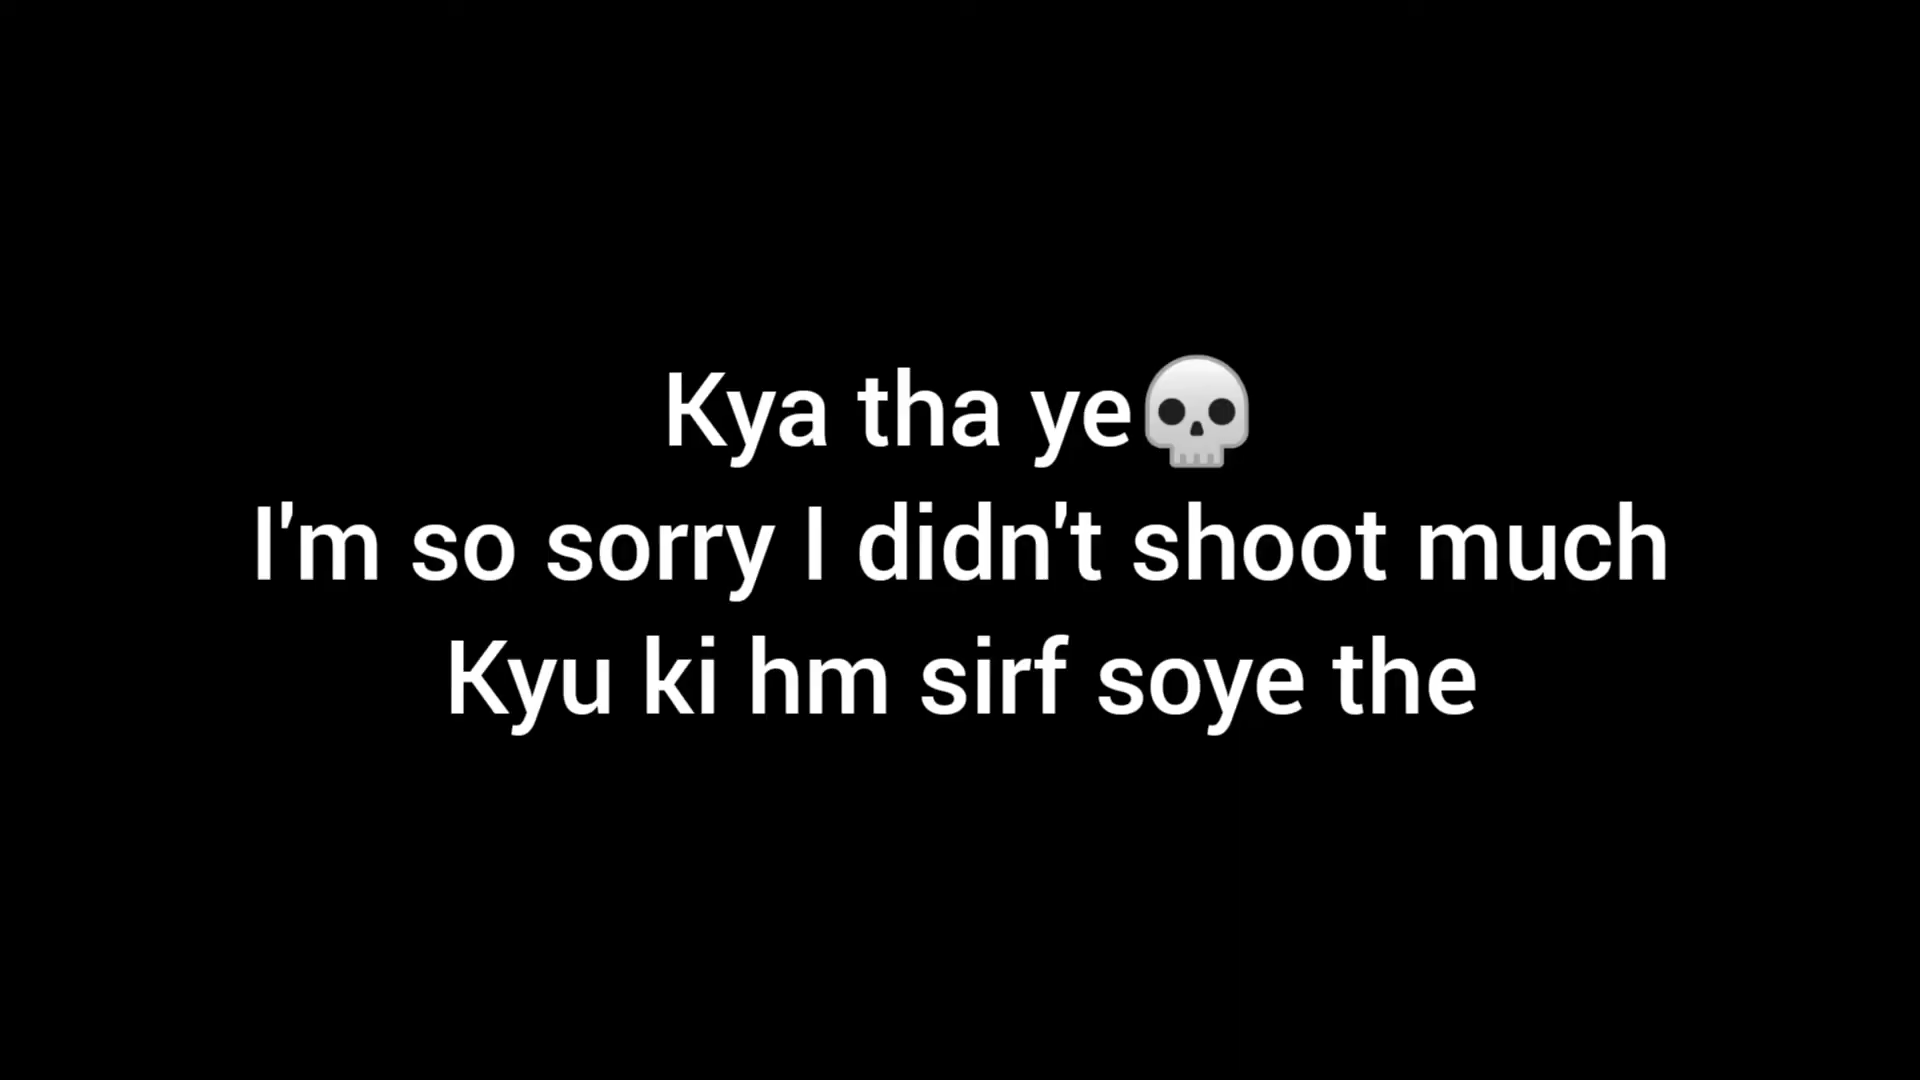 Kya tha ye💀
I'm so sorry I didn't shoot much
Kyu ki hm sirf soye the